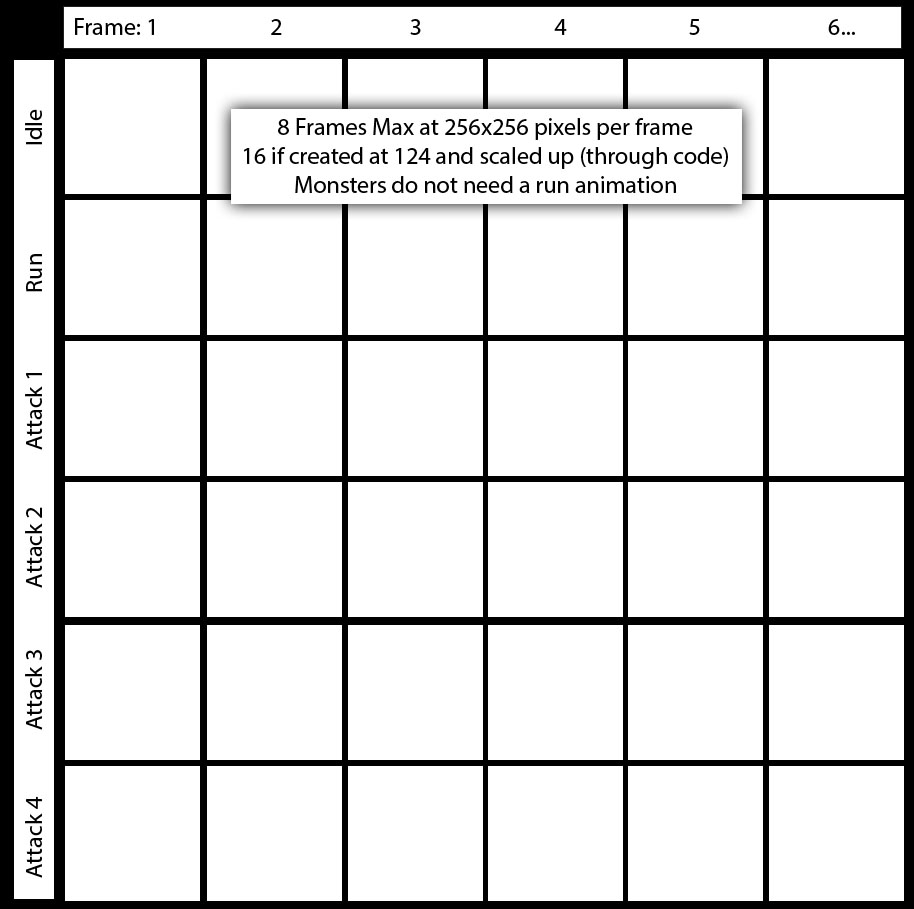 Frame: 1 2 3 4 5 6...
Idle
8 Frames Max at 256x256 pixels per frame
16 if created at 124 and scaled up (through code)
Monsters do not need a run animation
Run
Attack 1
Attack 2
Attack 3
Attack 4